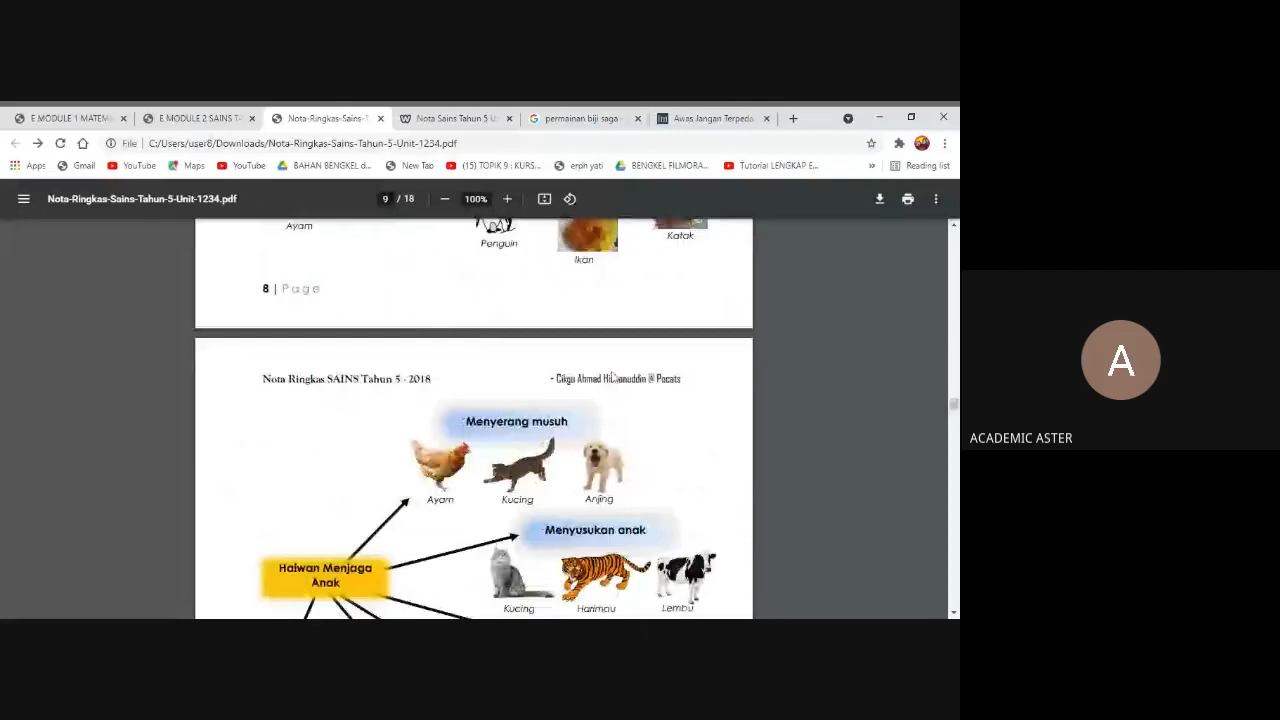 E MODULE 1 MATEM
E MODULE 2 SAINS TA
Nota-Ringkas-Sains-T
Nota Sains Tahun 5 U
permainan biji saga -
Awas Jangan Terpeda
File C:/Users/user8/Downloads/Nota-Ringkas-Sains-Tahun-5-Unit-1234.pdf
Apps Gmail YouTube Maps YouTube BAHAN BENGKEL d... New Tab (15) TOPIK 9 : KURS... erph yati BENGKEL FILMORA... Tutorial LENGKAP E... » Reading list
Nota-Ringkas-Sains-Tahun-5-Unit-1234.pdf 9 / 18 100%
Ayam
Penguin
Katak
Ikan
8 | Page
Nota Ringkas SAINS Tahun 5 - 2018
- Cikgu Ahmad @ Pocats
Menyerang musuh
Ayam Kucing Anjing
Menyusukan anak
Haiwan Menjaga
Anak
Kucing Harimau Lembu
A
ACADEMIC ASTER